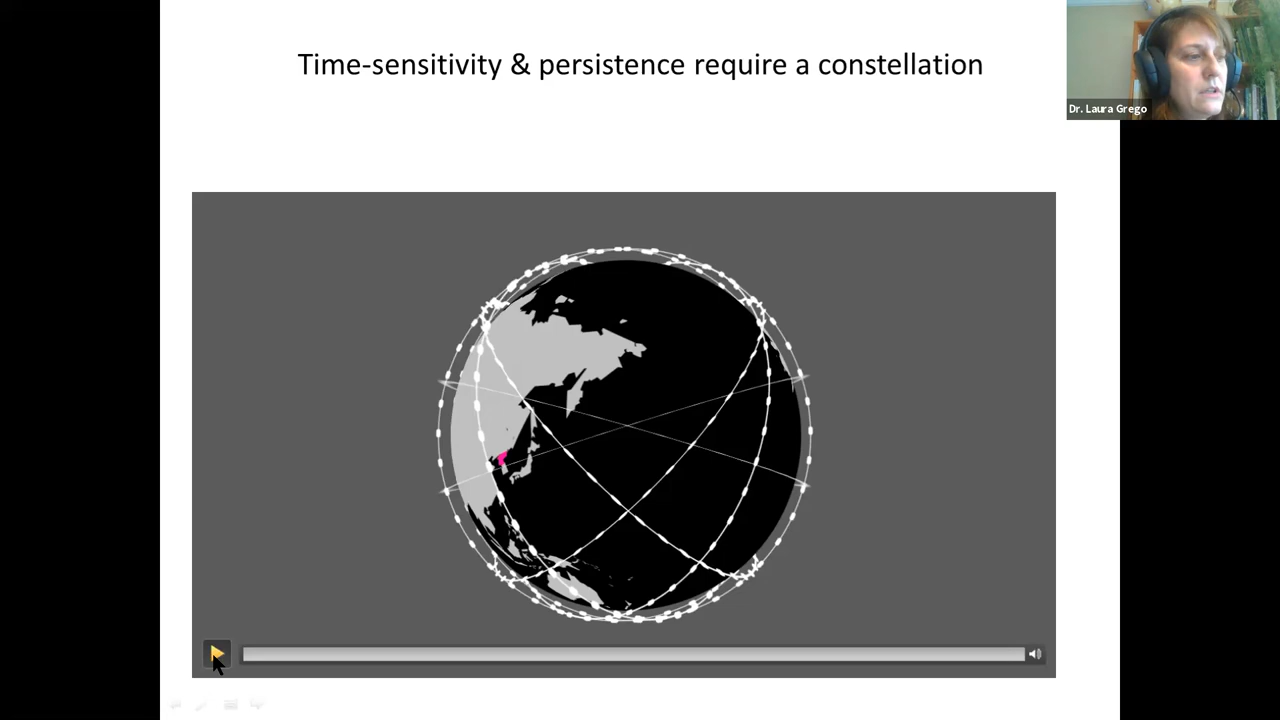 Time-sensitivity & persistence require a constellation
Dr. Laura Grego